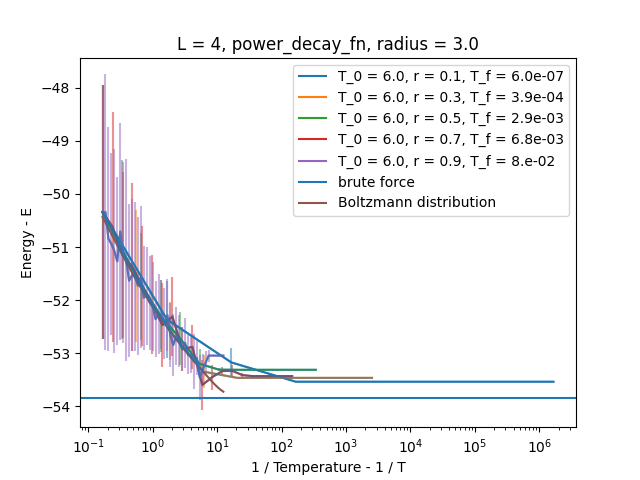 L = 4, power_decay_fn, radius = 3.0
T_0 = 6.0, r = 0.1, T_f = 6.0e-07
T_0 = 6.0, r = 0.3, T_f = 3.9e-04
T_0 = 6.0, r = 0.5, T_f = 2.9e-03
T_0 = 6.0, r = 0.7, T_f = 6.8e-03
T_0 = 6.0, r = 0.9, T_f = 8.e-02
brute force
Boltzmann distribution
Energy - E
−48
−49
−50
−51
−52
−53
−54
10⁻¹ 10⁰ 10¹ 10² 10³ 10⁴ 10⁵ 10⁶
1 / Temperature - 1 / T